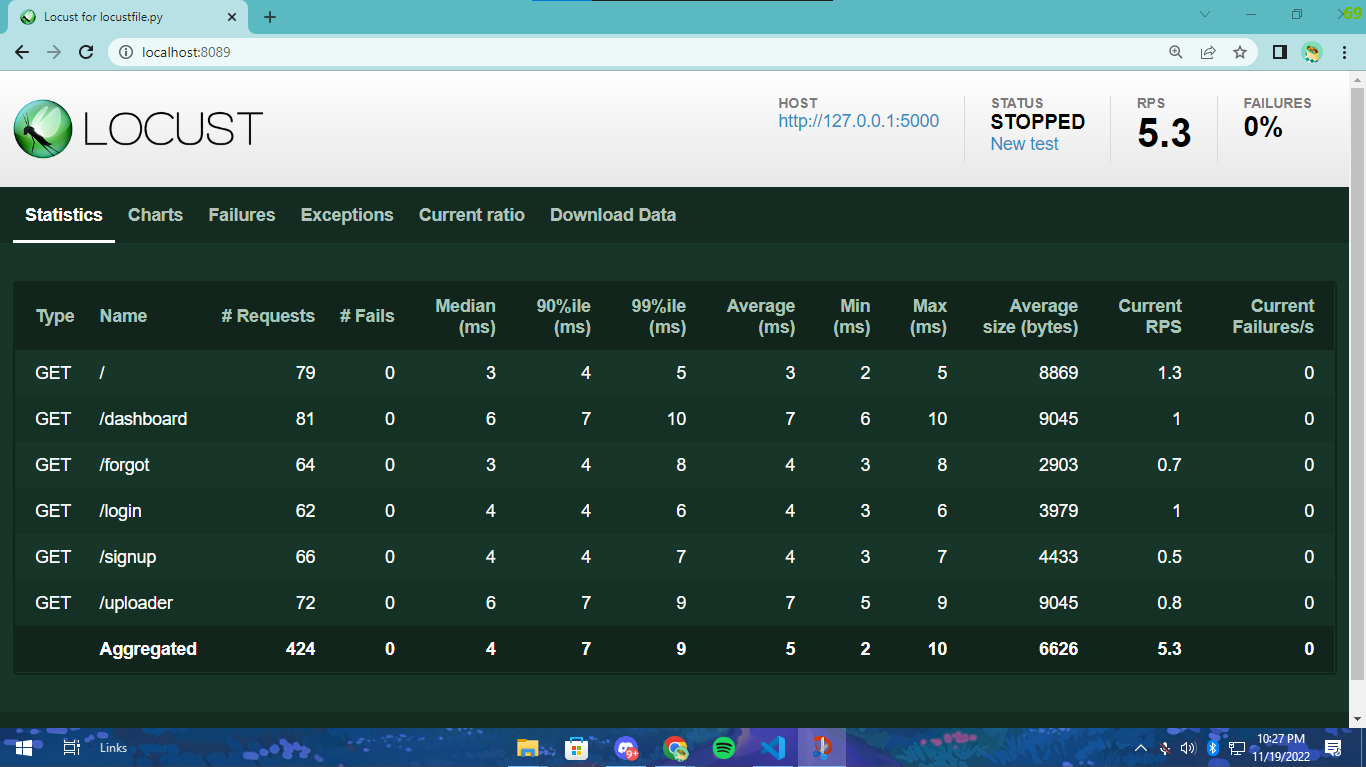 Locust for locustfile.py
69
localhost:8089
LOCUST
HOST
http://127.0.0.1:5000
STATUS
STOPPED
New test
RPS
5.3
FAILURES
0%
Statistics Charts Failures Exceptions Current ratio Download Data
Type Name # Requests # Fails Median (ms) 90%ile (ms) 99%ile (ms) Average (ms) Min (ms) Max (ms) Average size (bytes) Current RPS Current Failures/s
GET / 79 0 3 4 5 3 2 5 8869 1.3 0
GET /dashboard 81 0 6 7 10 7 6 10 9045 1 0
GET /forgot 64 0 3 4 8 4 3 8 2903 0.7 0
GET /login 62 0 4 4 6 4 3 6 3979 1 0
GET /signup 66 0 4 4 7 4 3 7 4433 0.5 0
GET /uploader 72 0 6 7 9 7 5 9 9045 0.8 0
Aggregated 424 0 4 7 9 5 2 10 6626 5.3 0
Links
9+
10:27 PM
11/19/2022